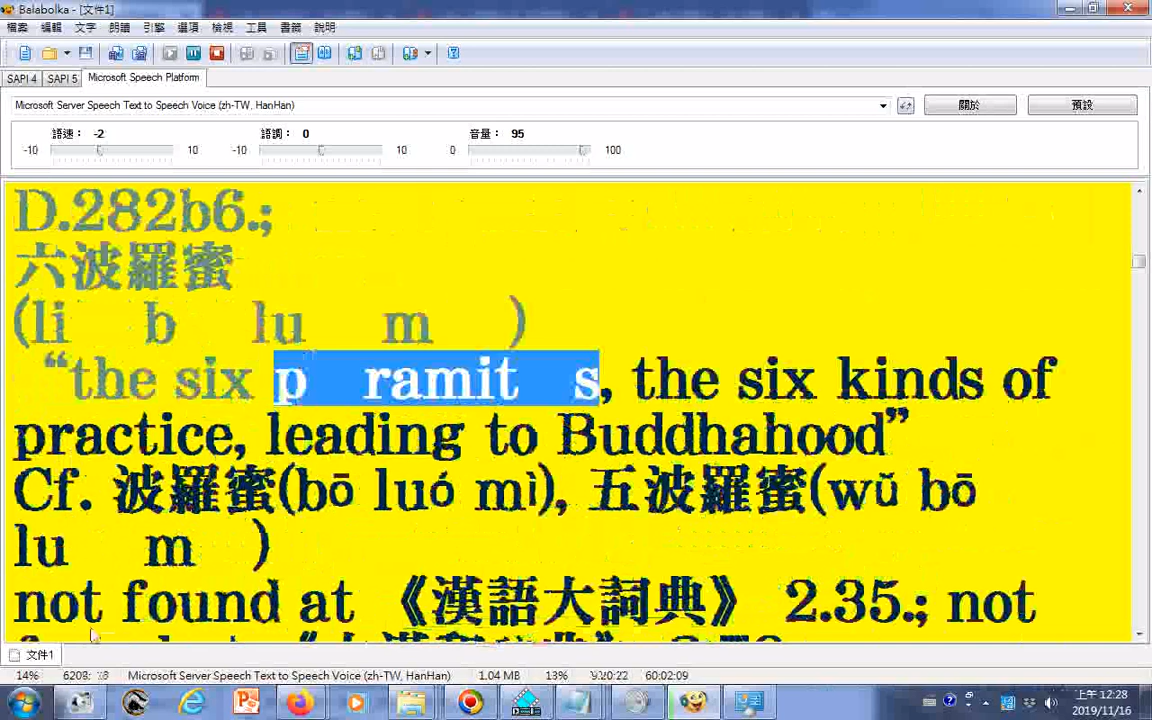 Balabolka - [文件1]
檔案 編輯 文字 朗讀 引擎 選項 檢視 工具 書籤 說明
SAPI 4 SAPI 5 Microsoft Speech Platform
Microsoft Server Speech Text to Speech Voice (zh-TW, HanHan) 關於 預設
語速： -2 語調： 0 音量： 95
-10 10 -10 10 0 100
D.282b6.;
六波羅蜜
(li b lu m )
“the six p ramit s, the six kinds of
practice, leading to Buddhahood”
Cf. 波羅蜜(bō luó mì), 五波羅蜜(wǔ bō
lu m )
not found at 《漢語大詞典》 2.35.; not
文件1
14% Microsoft Server Speech Text to Speech Voice (zh-TW, HanHan) 1.04 MB 13% 60:02:09
上午 12:28
2019/11/16